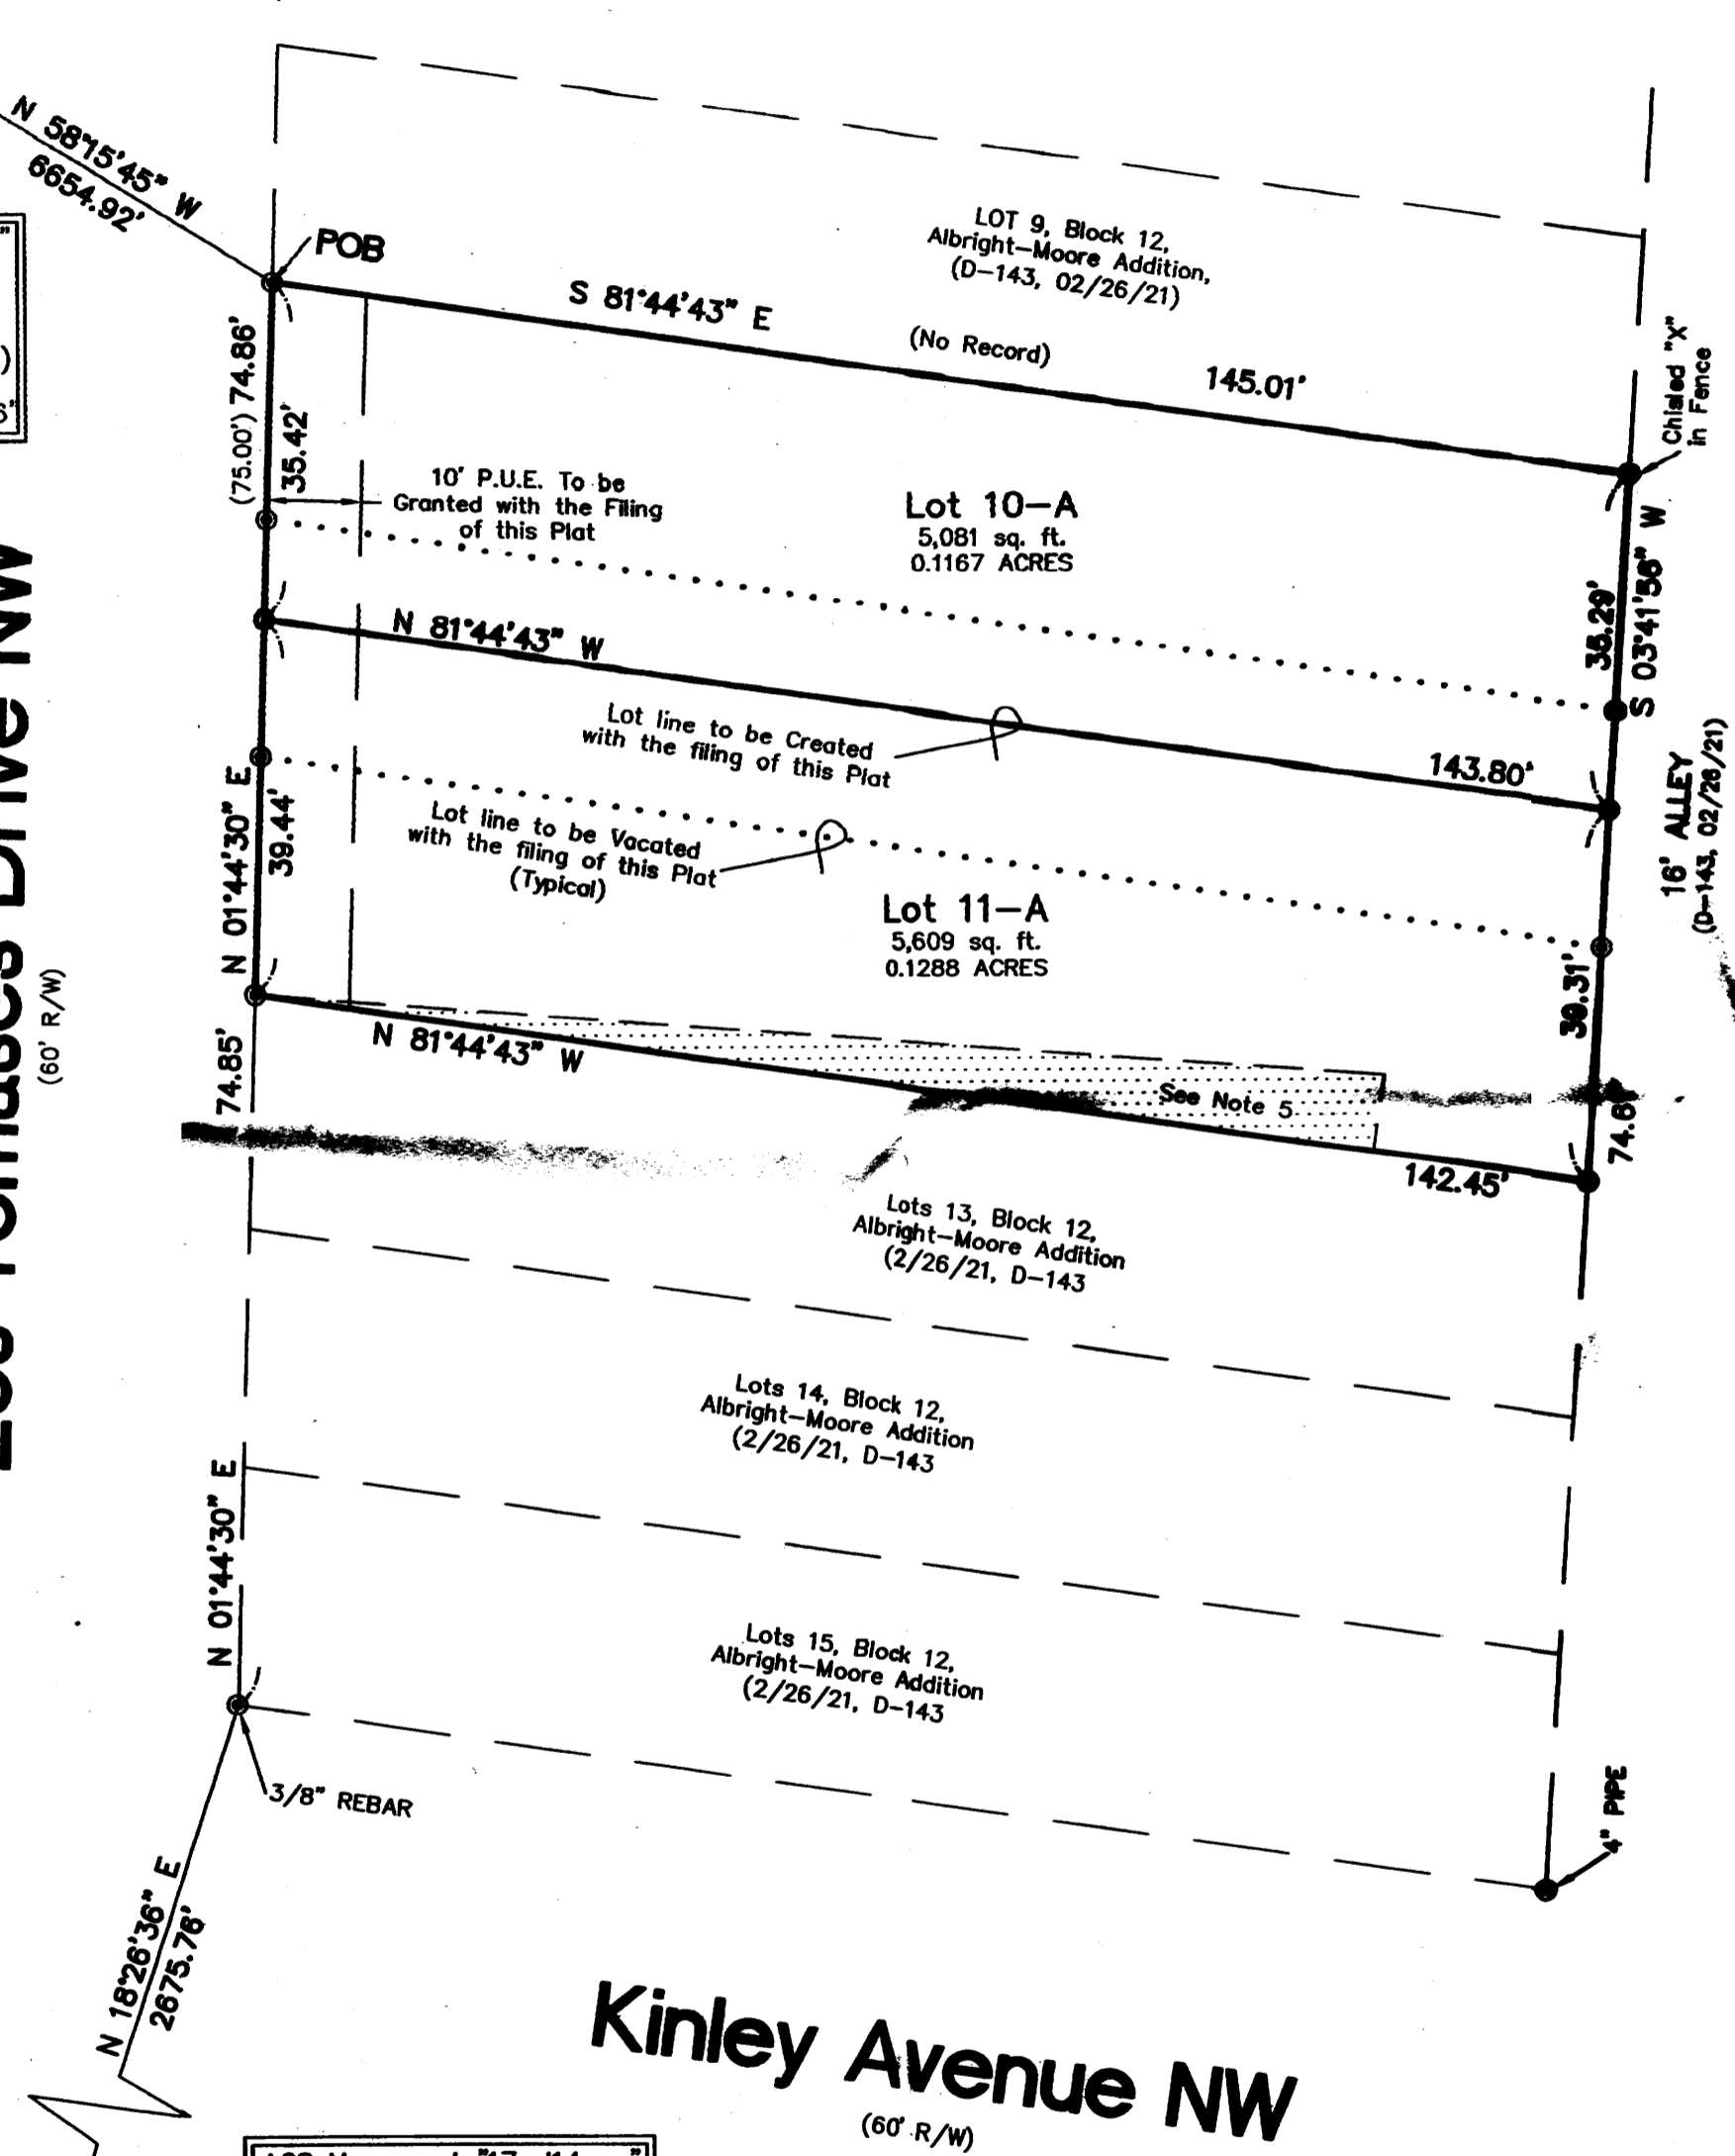 N 58°15'45" W
6654.92'
POB
LOT 9, Block 12,
Albright-Moore Addition,
(D-143, 02/26/21)
S 81°44'43" E
(No Record)
145.01'
Chisled "X"
in Fence
(75.00') 74.86'
35.42'
10' P.U.E. To be
Granted with the Filing
of this Plat
Lot 10-A
5,081 sq. ft.
0.1167 ACRES
35.29'
S 03°41'56" W
N 81°44'43" W
Lot line to be Created
with the filing of this Plat
143.80'
16' ALLEY
(D-143, 02/26/21)
N 01°44'30" E
39.44'
Lot line to be Vacated
with the filing of this Plat
(Typical)
Lot 11-A
5,609 sq. ft.
0.1288 ACRES
39.31'
Drive NW
(60' R/W)
N 81°44'43" W
See Note 5
74.85'
142.45'
Lots 13, Block 12,
Albright-Moore Addition
(2/26/21, D-143
Lots 14, Block 12,
Albright-Moore Addition
(2/26/21, D-143
N 01°44'30" E
Lots 15, Block 12,
Albright-Moore Addition
(2/26/21, D-143
3/8" REBAR
4" PIPE
N 18°26'36" E
2675.76'
Kinley Avenue NW
(60' R/W)